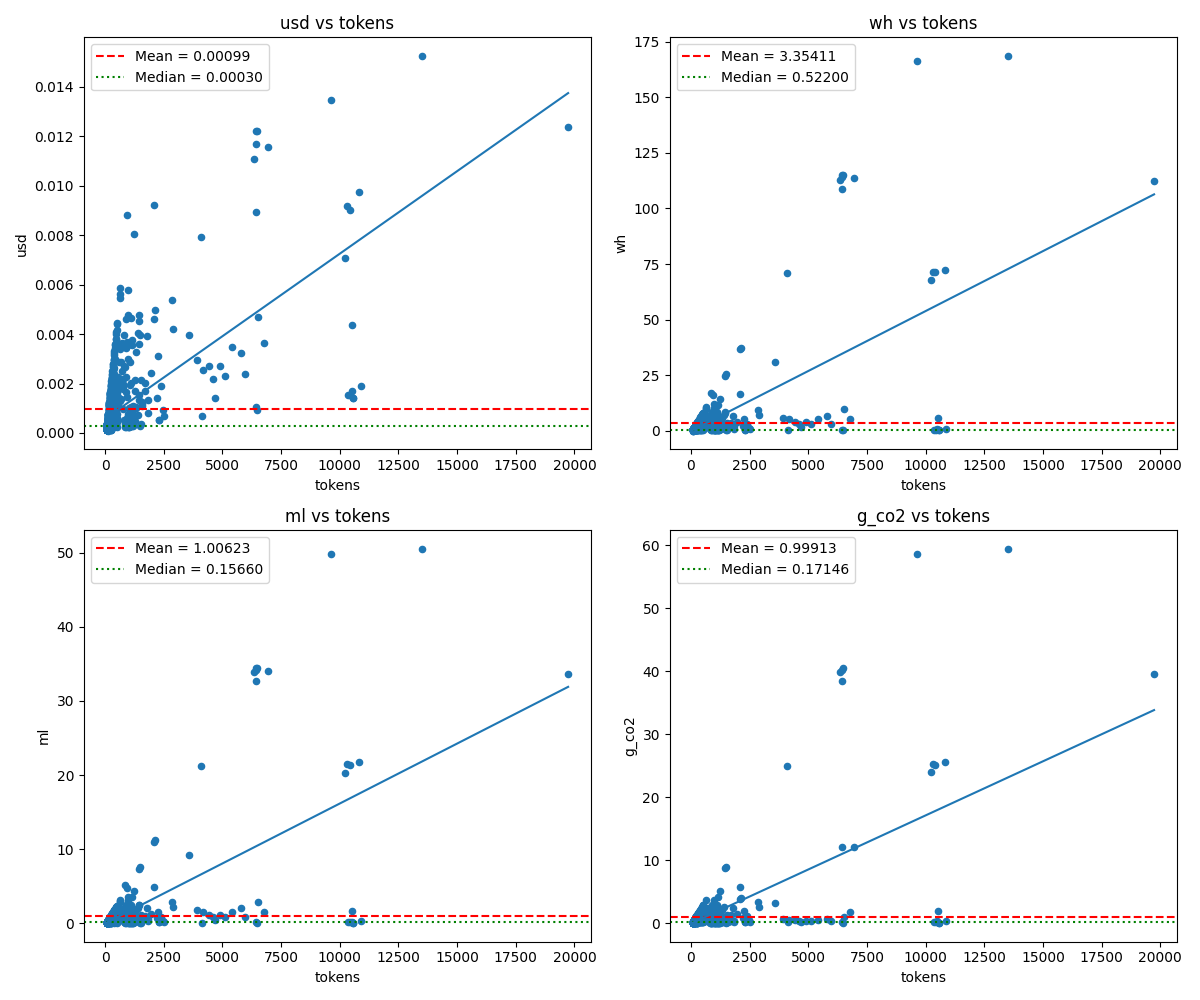 usd vs tokens
Mean = 0.00099
Median = 0.00030
0.014
0.012
0.010
0.008
0.006
0.004
0.002
0.000
usd
0 2500 5000 7500 10000 12500 15000 17500 20000
tokens
wh vs tokens
Mean = 3.35411
Median = 0.52200
175
150
125
100
75
50
25
0
wh
0 2500 5000 7500 10000 12500 15000 17500 20000
tokens
ml vs tokens
Mean = 1.00623
Median = 0.15660
50
40
30
20
10
0
ml
0 2500 5000 7500 10000 12500 15000 17500 20000
tokens
g_co2 vs tokens
Mean = 0.99913
Median = 0.17146
60
50
40
30
20
10
0
g_co2
0 2500 5000 7500 10000 12500 15000 17500 20000
tokens